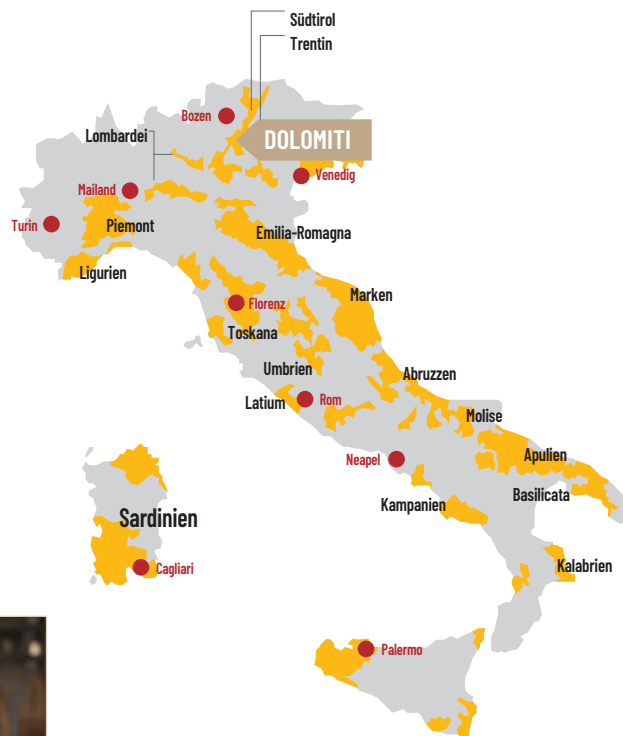 Südtirol
Trentin
Bozen
Lombardei
DOLOMITI
Venedig
Mailand
Turin
Piemont
Emilia-Romagna
Ligurien
Marken
Florenz
Toskana
Umbrien
Abruzzen
Latium
Rom
Molise
Neapel
Apulien
Basilicata
Kampanien
Sardinien
Kalabrien
Cagliari
Palermo